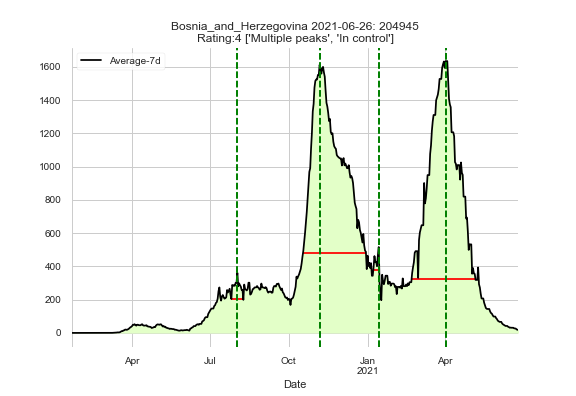 Bosnia_and_Herzegovina 2021-06-26: 204945
Rating:4 ['Multiple peaks', 'In control']
Average-7d
1600
1400
1200
1000
800
600
400
200
0
Apr
Jul
Oct
Jan
2021
Apr
Date